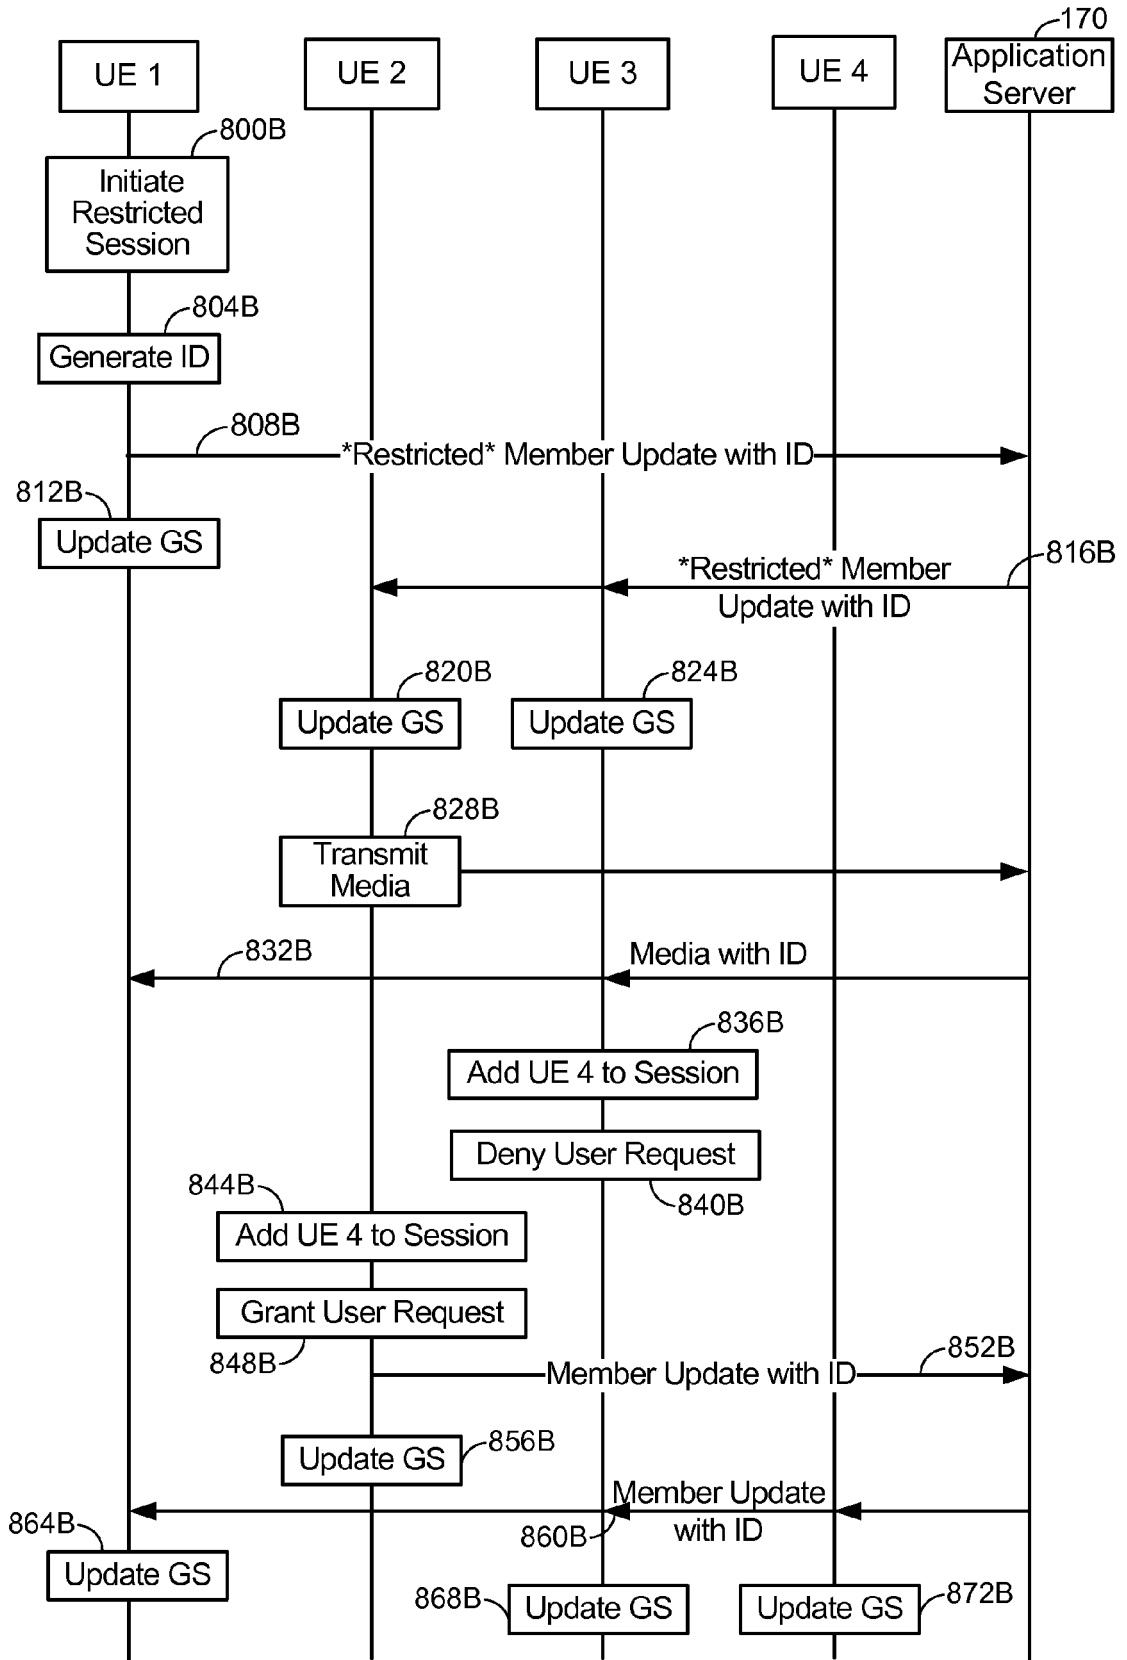 170
UE 1
UE 2
UE 3
UE 4
Application
Server
800B
Initiate
Restricted
Session
804B
Generate ID
808B
*Restricted* Member Update with ID
812B
Update GS
816B
*Restricted* Member
Update with ID
820B
824B
Update GS
Update GS
828B
Transmit
Media
832B
Media with ID
836B
Add UE 4 to Session
Deny User Request
840B
844B
Add UE 4 to Session
Grant User Request
848B
852B
Member Update with ID
856B
Update GS
Member Update
with ID
860B
864B
Update GS
868B
Update GS
Update GS
872B